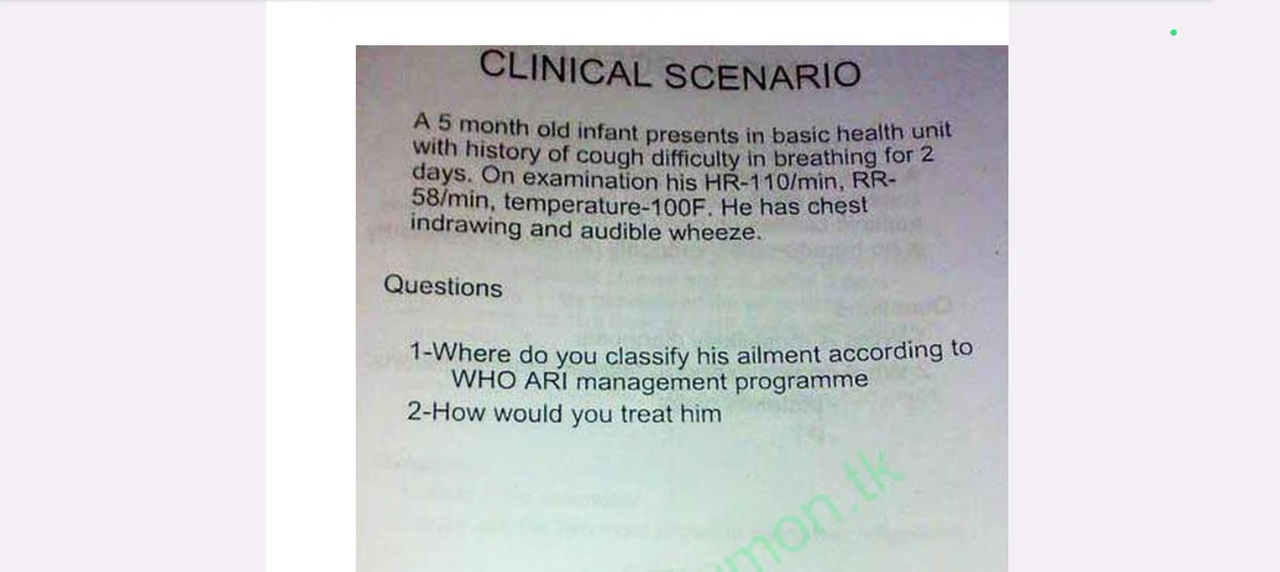 CLINICAL SCENARIO
A 5 month old infant presents in basic health unit
with history of cough difficulty in breathing for 2
days. On examination his HR-110/min, RR-
58/min, temperature-100F. He has chest
indrawing and audible wheeze.
Questions
1-Where do you classify his ailment according to
WHO ARI management programme
2-How would you treat him